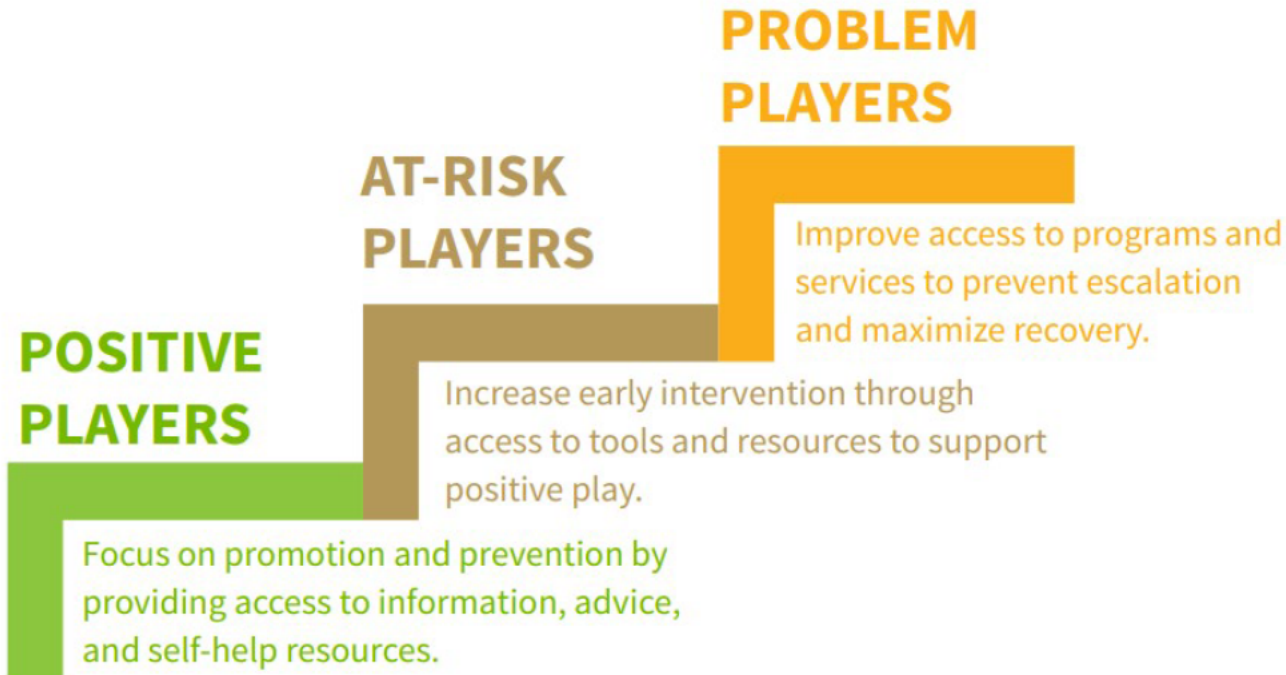 PROBLEM
PLAYERS
Improve access to programs and
services to prevent escalation
and maximize recovery.
AT-RISK
PLAYERS
Increase early intervention through
access to tools and resources to support
positive play.
POSITIVE
PLAYERS
Focus on promotion and prevention by
providing access to information, advice,
and self-help resources.